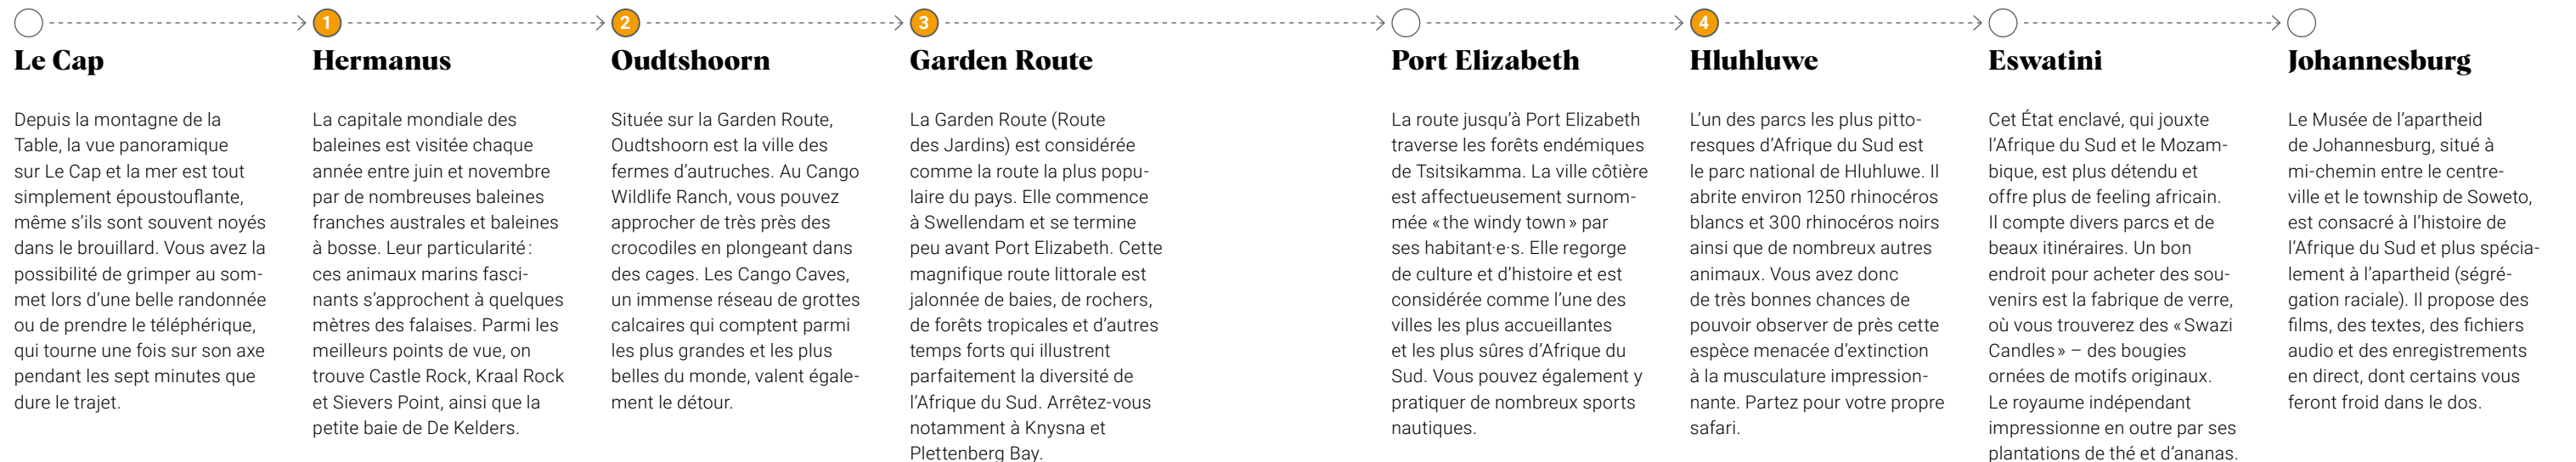 1
2
3
4
Le Cap
Depuis la montagne de la
Table, la vue panoramique
sur Le Cap et la mer est tout
simplement époustouflante,
même s’ils sont souvent noyés
dans le brouillard. Vous avez la
possibilité de grimper au som-
met lors d’une belle randonnée
ou de prendre le téléphérique,
qui tourne une fois sur son axe
pendant les sept minutes que
dure le trajet.
Hermanus
La capitale mondiale des
baleines est visitée chaque
année entre juin et novembre
par de nombreuses baleines
franches australes et baleines
à bosse. Leur particularité :
ces animaux marins fasci-
nants s’approchent à quelques
mètres des falaises. Parmi les
meilleurs points de vue, on
trouve Castle Rock, Kraal Rock
et Sievers Point, ainsi que la
petite baie de De Kelders.
Oudtshoorn
Située sur la Garden Route,
Oudtshoorn est la ville des
fermes d’autruches. Au Cango
Wildlife Ranch, vous pouvez
approcher de très près des
crocodiles en plongeant dans
des cages. Les Cango Caves,
un immense réseau de grottes
calcaires qui comptent parmi
les plus grandes et les plus
belles du monde, valent égale-
ment le détour.
Garden Route
La Garden Route (Route
des Jardins) est considérée
comme la route la plus popu-
laire du pays. Elle commence
à Swellendam et se termine
peu avant Port Elizabeth. Cette
magnifique route littorale est
jalonnée de baies, de rochers,
de forêts tropicales et d’autres
temps forts qui illustrent
parfaitement la diversité de
l’Afrique du Sud. Arrêtez-vous
notamment à Knysna et
Plettenberg Bay.
Port Elizabeth
La route jusqu’à Port Elizabeth
traverse les forêts endémiques
de Tsitsikamma. La ville côtière
est affectueusement surnom-
mée « the windy town » par
ses habitant·e·s. Elle regorge
de culture et d’histoire et est
considérée comme l’une des
villes les plus accueillantes
et les plus sûres d’Afrique du
Sud. Vous pouvez également y
pratiquer de nombreux sports
nautiques.
Hluhluwe
L’un des parcs les plus pitto-
resques d’Afrique du Sud est
le parc national de Hluhluwe. Il
abrite environ 1250 rhinocéros
blancs et 300 rhinocéros noirs
ainsi que de nombreux autres
animaux. Vous avez donc
de très bonnes chances de
pouvoir observer de près cette
espèce menacée d’extinction
à la musculature impression-
nante. Partez pour votre propre
safari.
Eswatini
Cet État enclavé, qui jouxte
l’Afrique du Sud et le Mozam-
bique, est plus détendu et
offre plus de feeling africain.
Il compte divers parcs et de
beaux itinéraires. Un bon
endroit pour acheter des sou-
venirs est la fabrique de verre,
où vous trouverez des « Swazi
Candles » – des bougies
ornées de motifs originaux.
Le royaume indépendant
impressionne en outre par ses
plantations de thé et d’ananas.
Johannesburg
Le Musée de l’apartheid
de Johannesburg, situé à
mi-chemin entre le centre-
ville et le township de Soweto,
est consacré à l’histoire de
l’Afrique du Sud et plus spécia-
lement à l’apartheid (ségré-
gation raciale). Il propose des
films, des textes, des fichiers
audio et des enregistrements
en direct, dont certains vous
feront froid dans le dos.